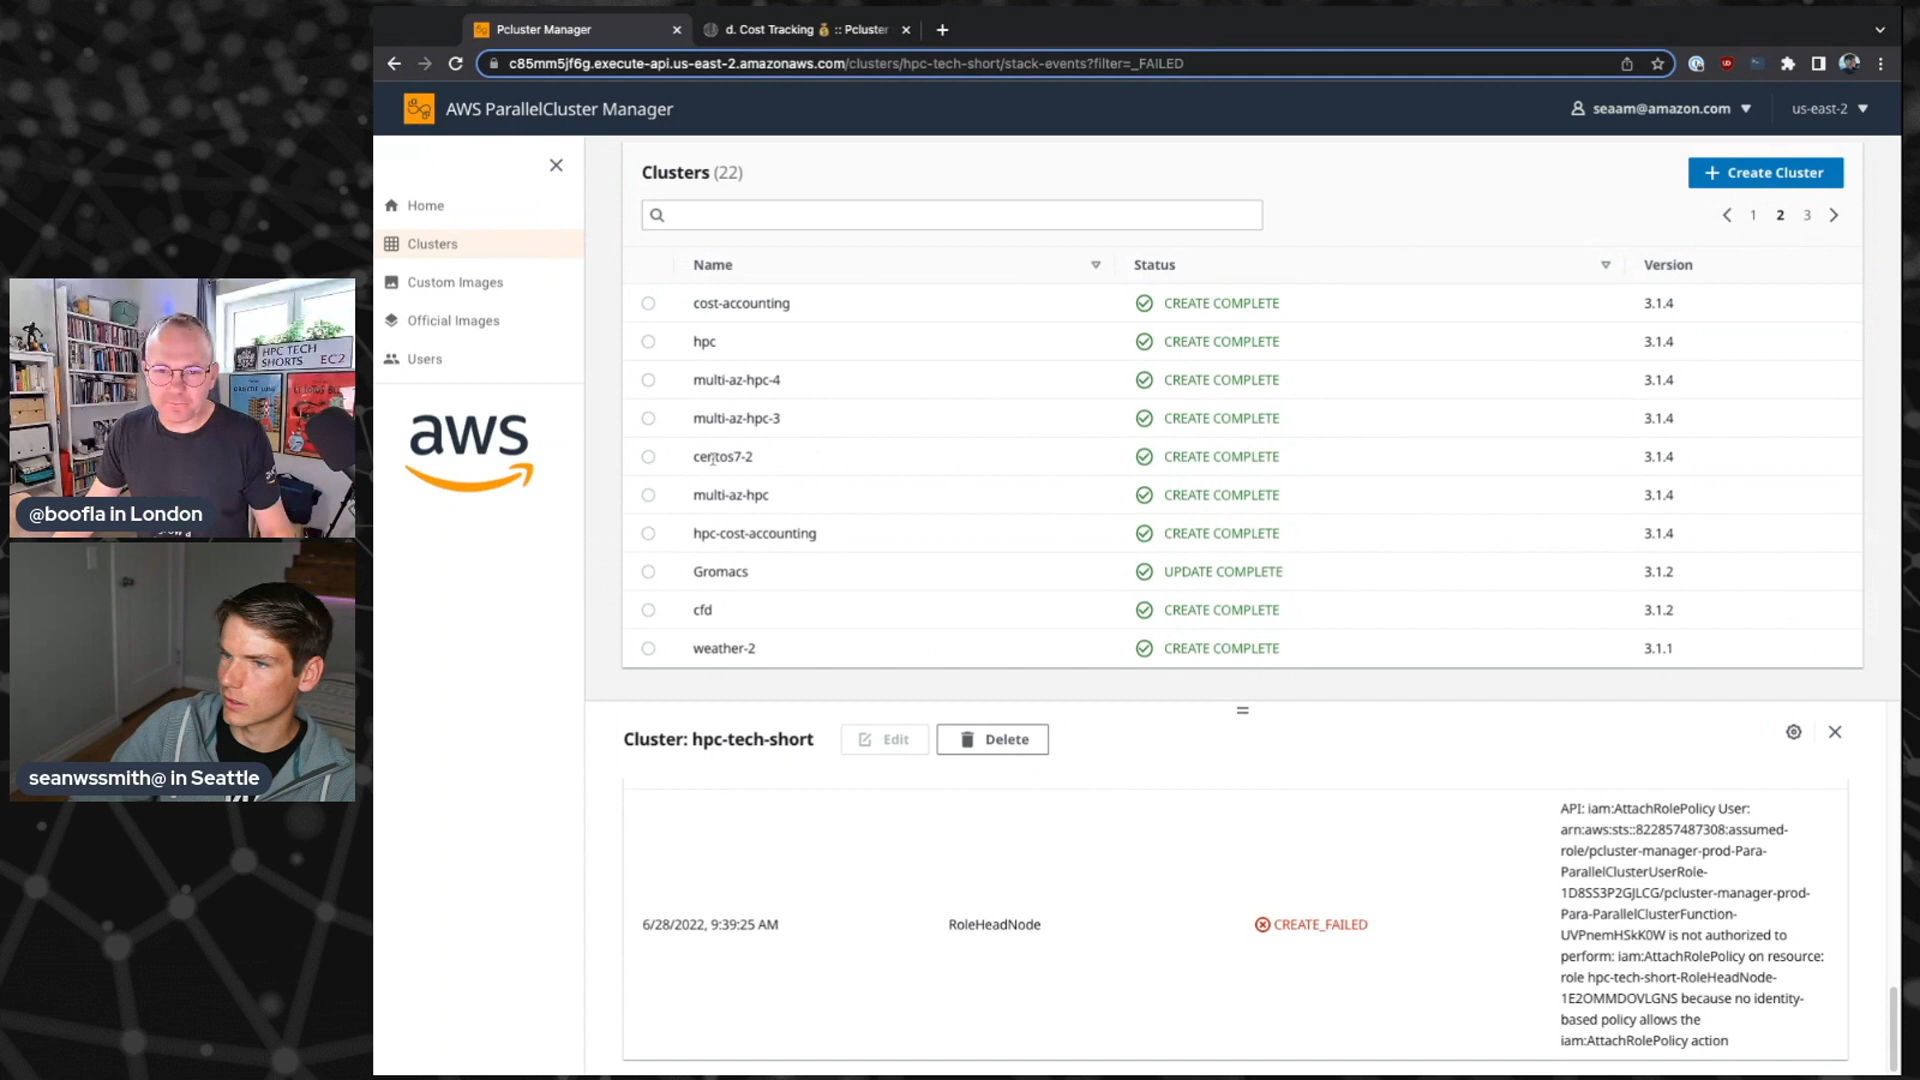 Pcluster Manager
d. Cost Tracking 💰 :: Pcluster
c85mm5jf6g.execute-api.us-east-2.amazonaws.com/clusters/hpc-tech-short/stack-events?filter=_FAILED
AWS ParallelCluster Manager
seaam@amazon.com
us-east-2
Home
Clusters
Custom Images
Official Images
Users
aws
Clusters (22)
+ Create Cluster
1 2 3
Name Status Version
cost-accounting CREATE COMPLETE 3.1.4
hpc CREATE COMPLETE 3.1.4
multi-az-hpc-4 CREATE COMPLETE 3.1.4
multi-az-hpc-3 CREATE COMPLETE 3.1.4
centos7-2 CREATE COMPLETE 3.1.4
multi-az-hpc CREATE COMPLETE 3.1.4
hpc-cost-accounting CREATE COMPLETE 3.1.4
Gromacs UPDATE COMPLETE 3.1.2
cfd CREATE COMPLETE 3.1.2
weather-2 CREATE COMPLETE 3.1.1
Cluster: hpc-tech-short
Edit
Delete
6/28/2022, 9:39:25 AM RoleHeadNode CREATE_FAILED
API: iam:AttachRolePolicy User:
arn:aws:sts::822857487308:assumed-
role/pcluster-manager-prod-Para-
ParallelClusterUserRole-
1D8SS3P2GJLCG/pcluster-manager-prod-
Para-ParallelClusterFunction-
UVPnemHSkK0W is not authorized to
perform: iam:AttachRolePolicy on resource:
role hpc-tech-short-RoleHeadNode-
1E2OMMDOVLGNS because no identity-
based policy allows the
iam:AttachRolePolicy action
HPC TECH
SHORTS EC2
@boofla in London
seanwssmith@ in Seattle